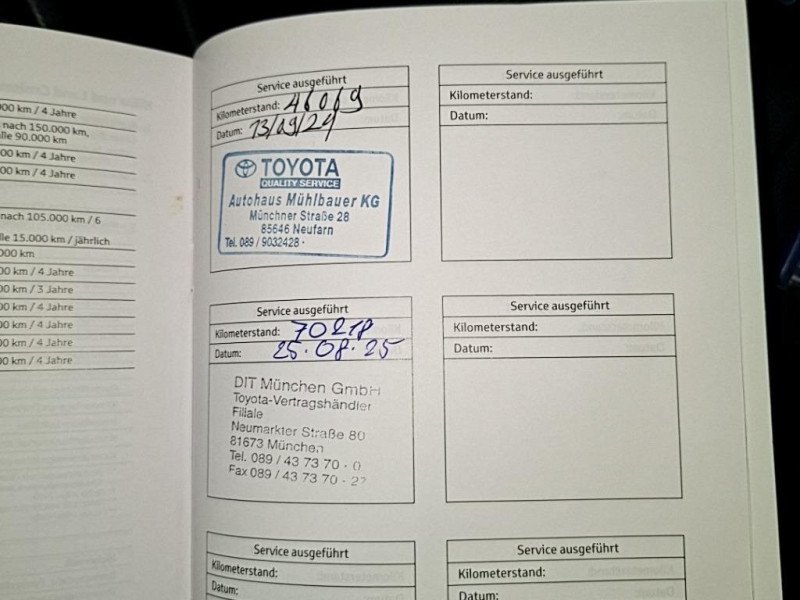 000 km / 4 Jahre
nach 150.000 km,
lle 90.000 km
00 km / 4 Jahre
00 km / 4 Jahre
nach 105.000 km / 6
lle 15.000 km / jährlich
000 km
00 km / 4 Jahre
00 km / 3 Jahre
00 km / 4 Jahre
00 km / 4 Jahre
00 km / 4 Jahre
00 km / 4 Jahre
Service ausgeführt
Kilometerstand: 46069
Datum: 13/09/24
TOYOTA
QUALITY SERVICE
Autohaus Mühlbauer KG
Münchner Straße 28
85646 Neufarn
Tel. 089 / 9032428 ·
Service ausgeführt
Kilometerstand:
Datum:
Service ausgeführt
Kilometerstand: 70218
Datum: 25.08.25
DIT München GmbH
Toyota-Vertragshändler
Filiale
Neumarkter Straße 80
81673 München
Tel. 089 / 43 73 70 - 0
Fax 089 / 43 73 70 -
Service ausgeführt
Kilometerstand:
Datum:
Service ausgeführt
Kilometerstand:
Datum:
Service ausgeführt
Kilometerstand:
Datum: